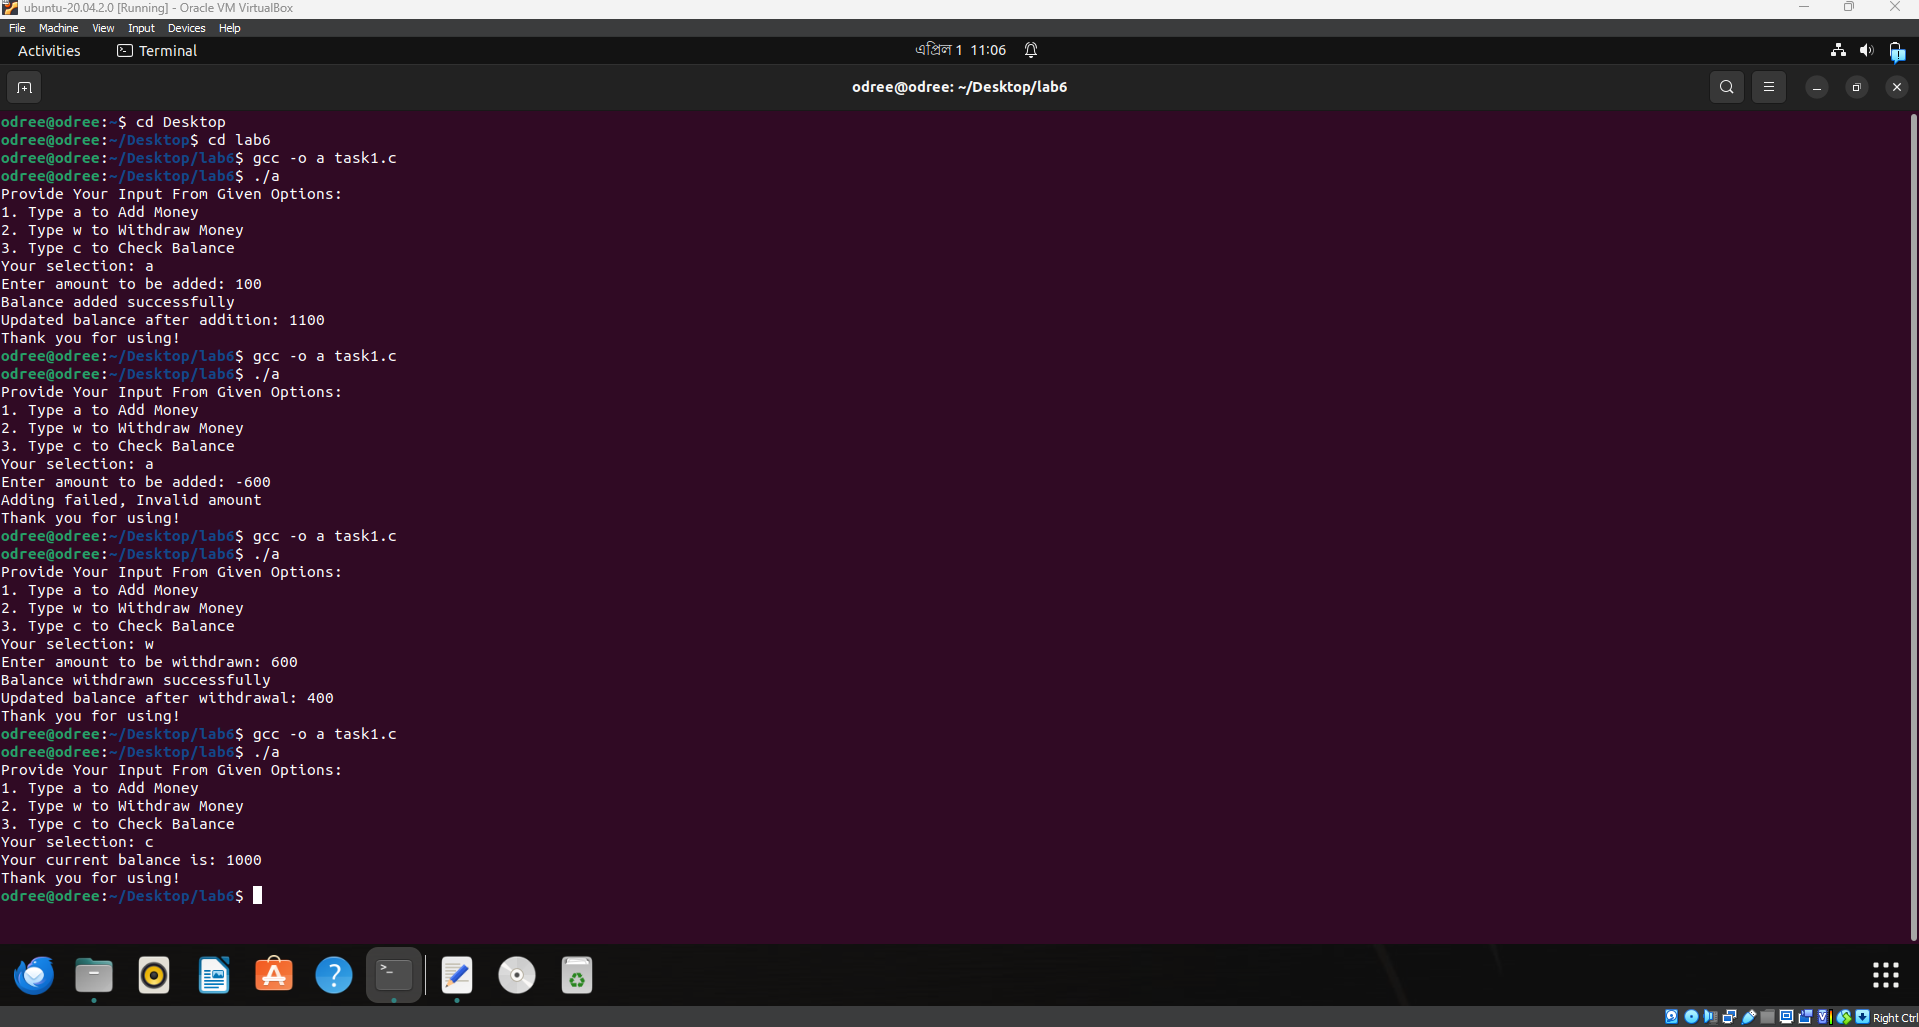 ubuntu-20.04.2.0 [Running] - Oracle VM VirtualBox
File Machine View Input Devices Help
Activities Terminal এপ্রিল 1 11:06
odree@odree: ~/Desktop/lab6
odree@odree:~$ cd Desktop
odree@odree:~/Desktop$ cd lab6
odree@odree:~/Desktop/lab6$ gcc -o a task1.c
odree@odree:~/Desktop/lab6$ ./a
Provide Your Input From Given Options:
1. Type a to Add Money
2. Type w to Withdraw Money
3. Type c to Check Balance
Your selection: a
Enter amount to be added: 100
Balance added successfully
Updated balance after addition: 1100
Thank you for using!
odree@odree:~/Desktop/lab6$ gcc -o a task1.c
odree@odree:~/Desktop/lab6$ ./a
Provide Your Input From Given Options:
1. Type a to Add Money
2. Type w to Withdraw Money
3. Type c to Check Balance
Your selection: a
Enter amount to be added: -600
Adding failed, Invalid amount
Thank you for using!
odree@odree:~/Desktop/lab6$ gcc -o a task1.c
odree@odree:~/Desktop/lab6$ ./a
Provide Your Input From Given Options:
1. Type a to Add Money
2. Type w to Withdraw Money
3. Type c to Check Balance
Your selection: w
Enter amount to be withdrawn: 600
Balance withdrawn successfully
Updated balance after withdrawal: 400
Thank you for using!
odree@odree:~/Desktop/lab6$ gcc -o a task1.c
odree@odree:~/Desktop/lab6$ ./a
Provide Your Input From Given Options:
1. Type a to Add Money
2. Type w to Withdraw Money
3. Type c to Check Balance
Your selection: c
Your current balance is: 1000
Thank you for using!
odree@odree:~/Desktop/lab6$
Right Ctrl